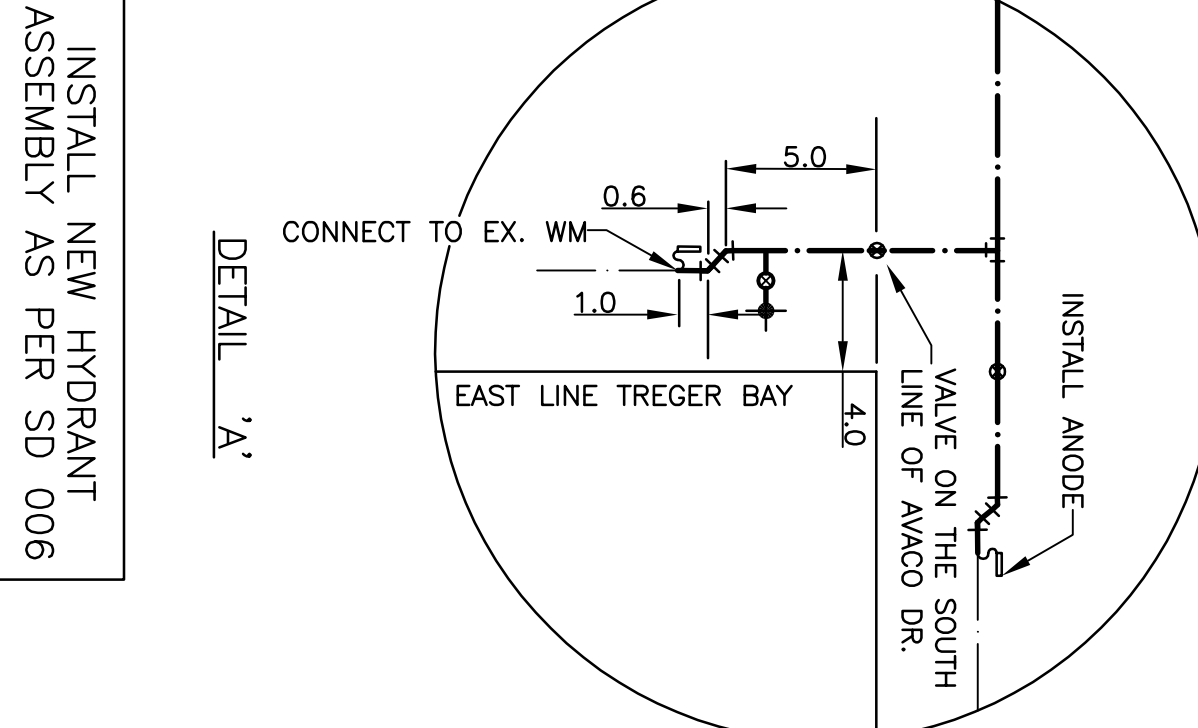 INSTALL NEW HYDRANT
ASSEMBLY AS PER SD 006
DETAIL 'A'
CONNECT TO EX. WM
0.6
5.0
1.0
4.0
EAST LINE TREGER BAY
VALVE ON THE SOUTH
LINE OF AVACO DR.
INSTALL ANODE